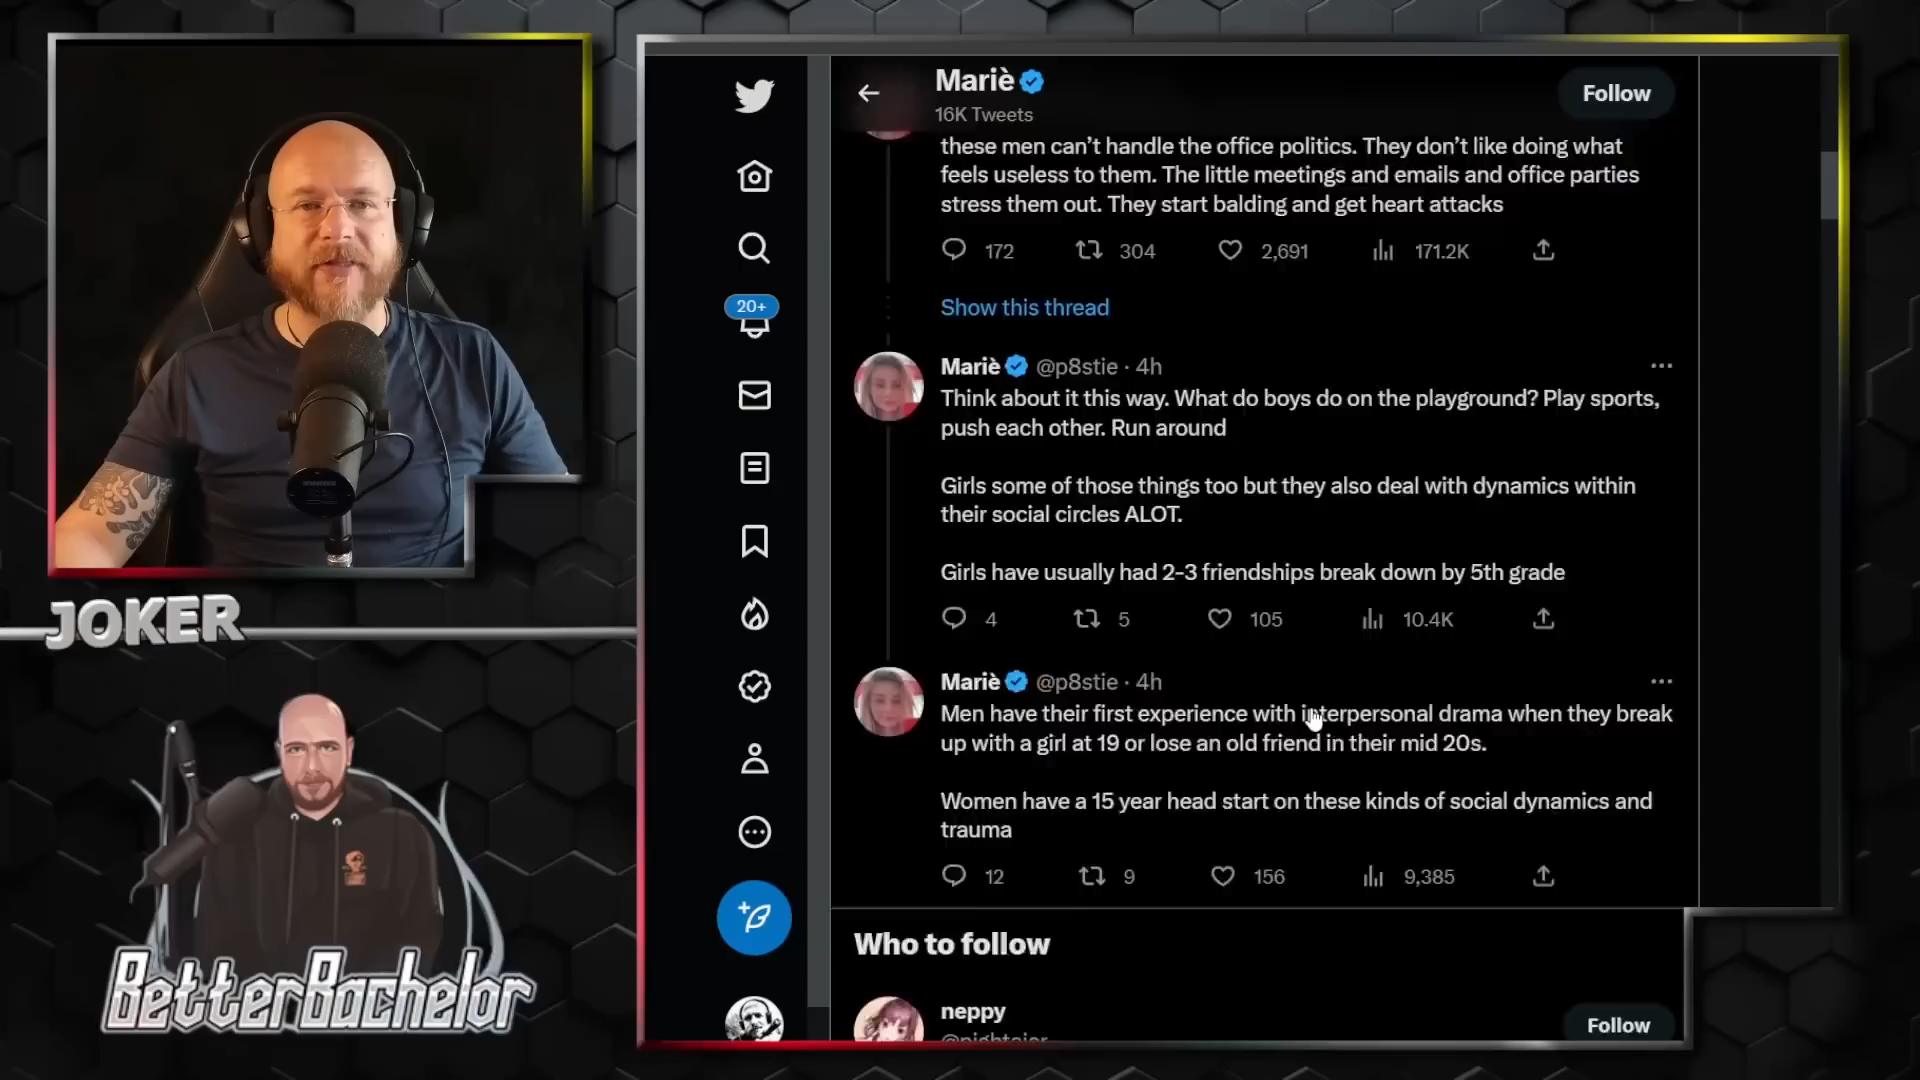 Mariè
16K Tweets
Follow
these men can’t handle the office politics. They don’t like doing what
feels useless to them. The little meetings and emails and office parties
stress them out. They start balding and get heart attacks
172 304 2,691 171.2K
Show this thread
20+
Mariè @p8stie · 4h
Think about it this way. What do boys do on the playground? Play sports,
push each other. Run around
Girls some of those things too but they also deal with dynamics within
their social circles ALOT.
Girls have usually had 2-3 friendships break down by 5th grade
4 5 105 10.4K
Mariè @p8stie · 4h
Men have their first experience with interpersonal drama when they break
up with a girl at 19 or lose an old friend in their mid 20s.
Women have a 15 year head start on these kinds of social dynamics and
trauma
12 9 156 9,385
Who to follow
neppy
Follow
JOKER
BetterBachelor